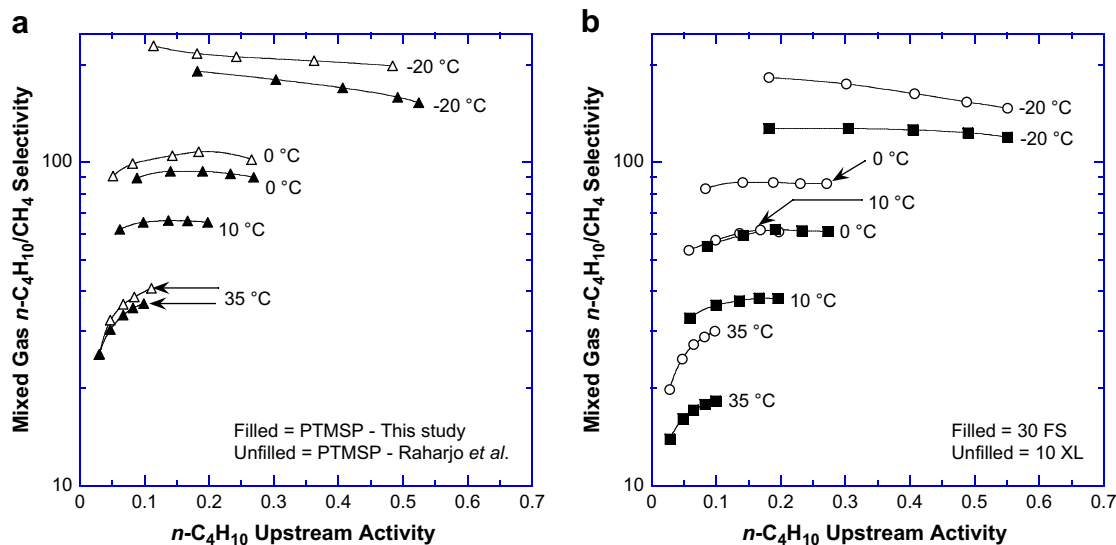 a
Mixed Gas n-C4H10/CH4 Selectivity
100
10
-20 °C
-20 °C
0 °C
0 °C
10 °C
35 °C
Filled = PTMSP - This study
Unfilled = PTMSP - Raharjo et al.
0 0.1 0.2 0.3 0.4 0.5 0.6 0.7
n-C4H10 Upstream Activity
b
Mixed Gas n-C4H10/CH4 Selectivity
100
10
-20 °C
-20 °C
0 °C
10 °C
0 °C
10 °C
35 °C
35 °C
Filled = 30 FS
Unfilled = 10 XL
0 0.1 0.2 0.3 0.4 0.5 0.6 0.7
n-C4H10 Upstream Activity